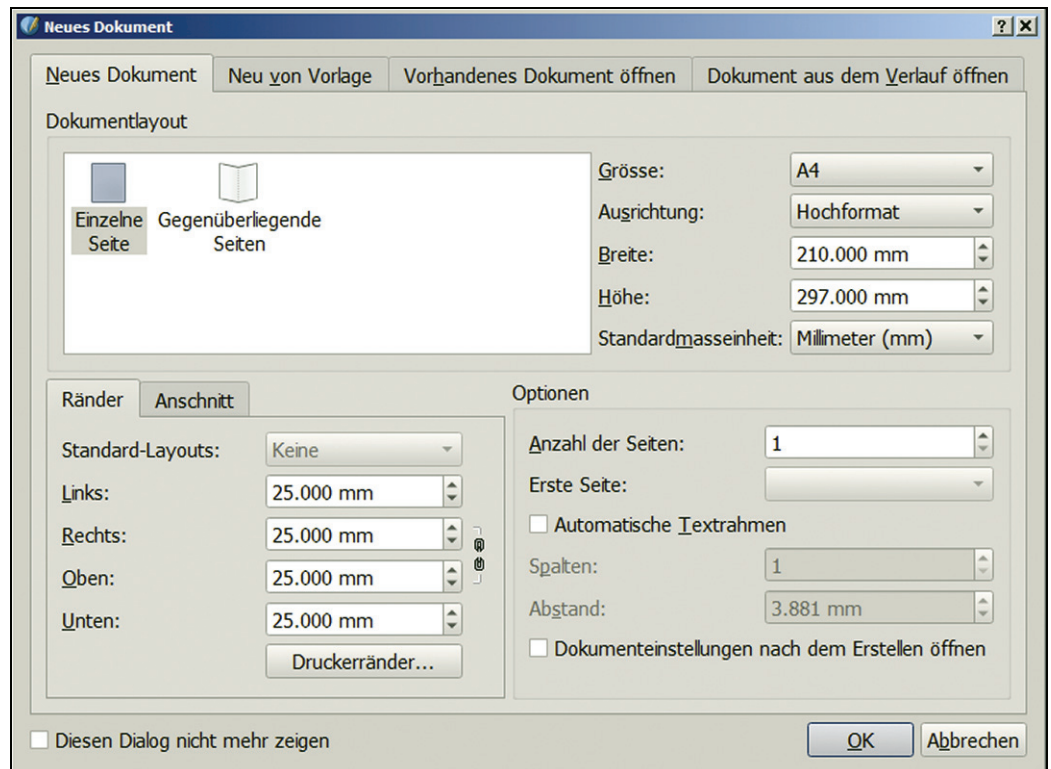 Neues Dokument
Neues Dokument
Neu von Vorlage
Vorhandenes Dokument öffnen
Dokument aus dem Verlauf öffnen
Dokumentlayout
Einzelne
Seite
Gegenüberliegende
Seiten
Grösse: A4
Ausrichtung: Hochformat
Breite: 210.000 mm
Höhe: 297.000 mm
Standardmasseinheit: Millimeter (mm)
Ränder
Anschnitt
Standard-Layouts: Keine
Links: 25.000 mm
Rechts: 25.000 mm
Oben: 25.000 mm
Unten: 25.000 mm
Druckerränder...
Optionen
Anzahl der Seiten: 1
Erste Seite:
Automatische Textrahmen
Spalten: 1
Abstand: 3.881 mm
Dokumenteinstellungen nach dem Erstellen öffnen
Diesen Dialog nicht mehr zeigen
OK
Abbrechen